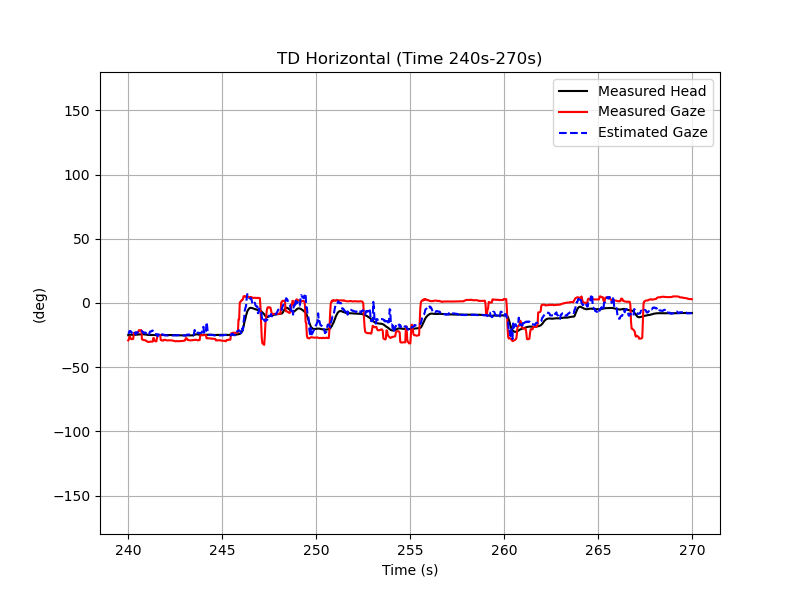 TD Horizontal (Time 240s-270s)
Measured Head
Measured Gaze
Estimated Gaze
150
100
50
0
−50
−100
−150
(deg)
240
245
250
255
260
265
270
Time (s)